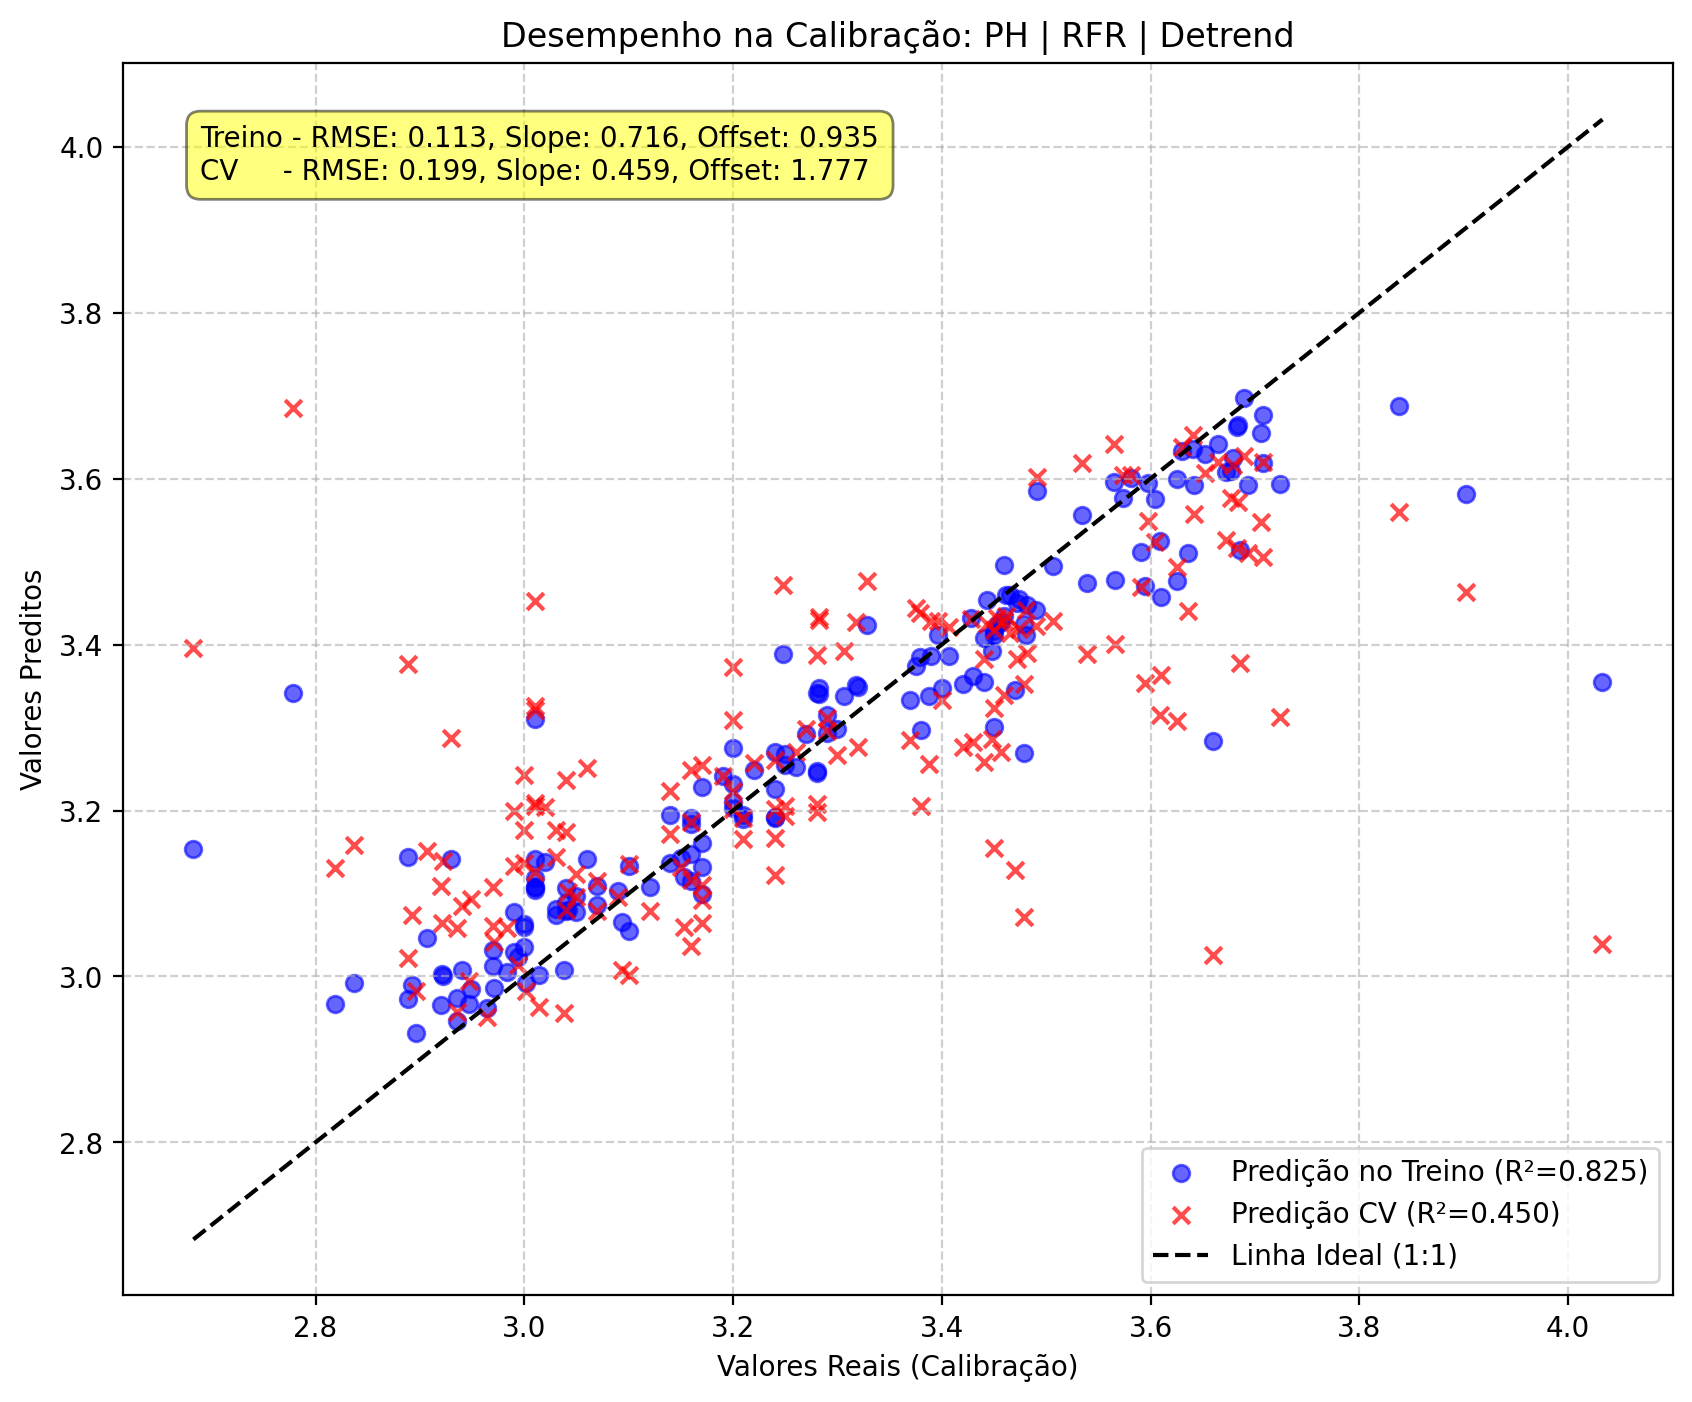 Desempenho na Calibração: PH | RFR | Detrend
Treino - RMSE: 0.113, Slope: 0.716, Offset: 0.935
CV - RMSE: 0.199, Slope: 0.459, Offset: 1.777
4.0
3.8
3.6
3.4
3.2
3.0
2.8
Valores Preditos
Predição no Treino (R²=0.825)
Predição CV (R²=0.450)
Linha Ideal (1:1)
2.8 3.0 3.2 3.4 3.6 3.8 4.0
Valores Reais (Calibração)